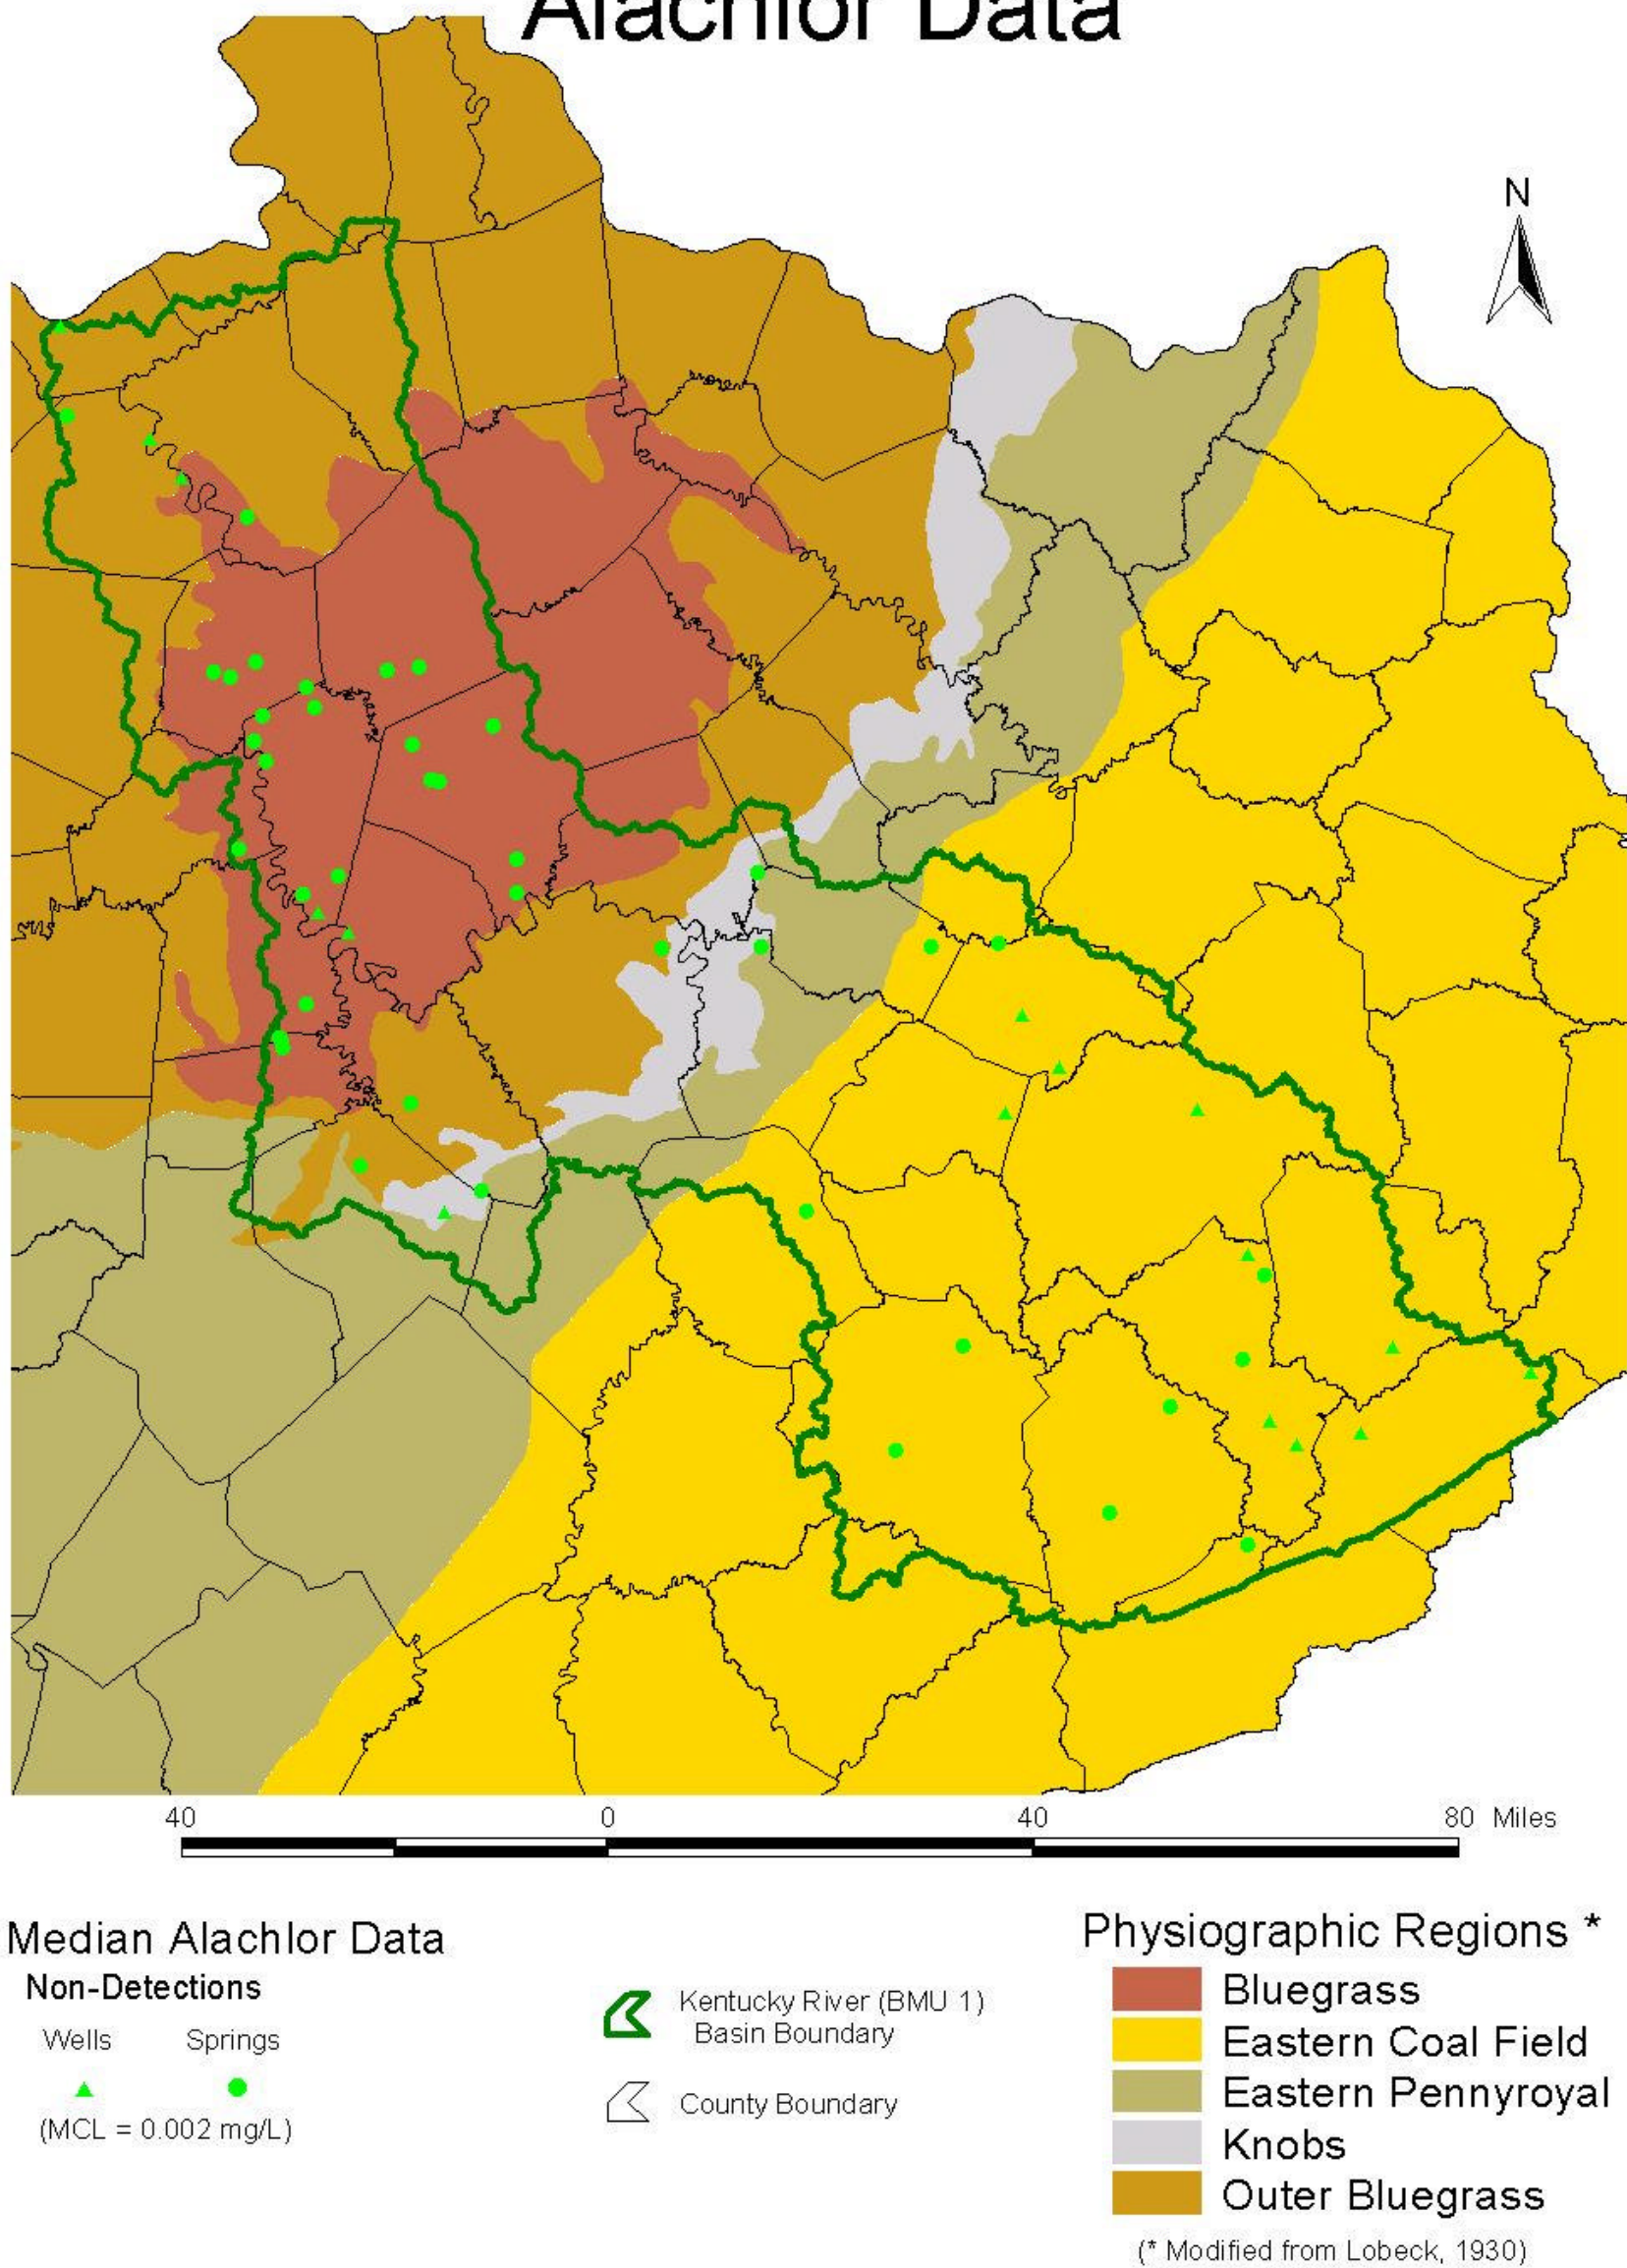 Alachlor Data
N
40 0 40 80 Miles
Median Alachlor Data
Non-Detections
Wells Springs
(MCL = 0.002 mg/L)
Kentucky River (BMU 1)
Basin Boundary
County Boundary
Physiographic Regions *
Bluegrass
Eastern Coal Field
Eastern Pennyroyal
Knobs
Outer Bluegrass
(* Modified from Lobeck, 1930)